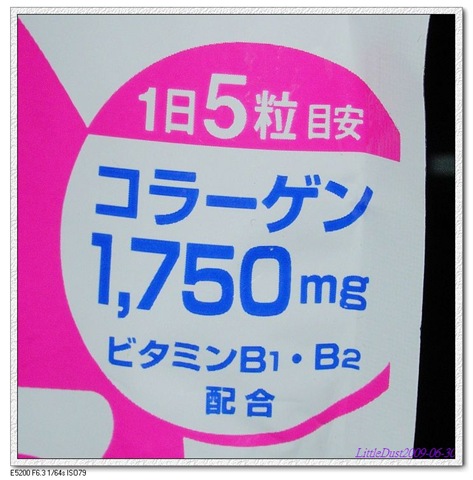 1日5粒目安
コラーゲン
1,750mg
ビタミンB1・B2
配合
LittleDust2009-06-30
E5200 F6.3 1/64s ISO79